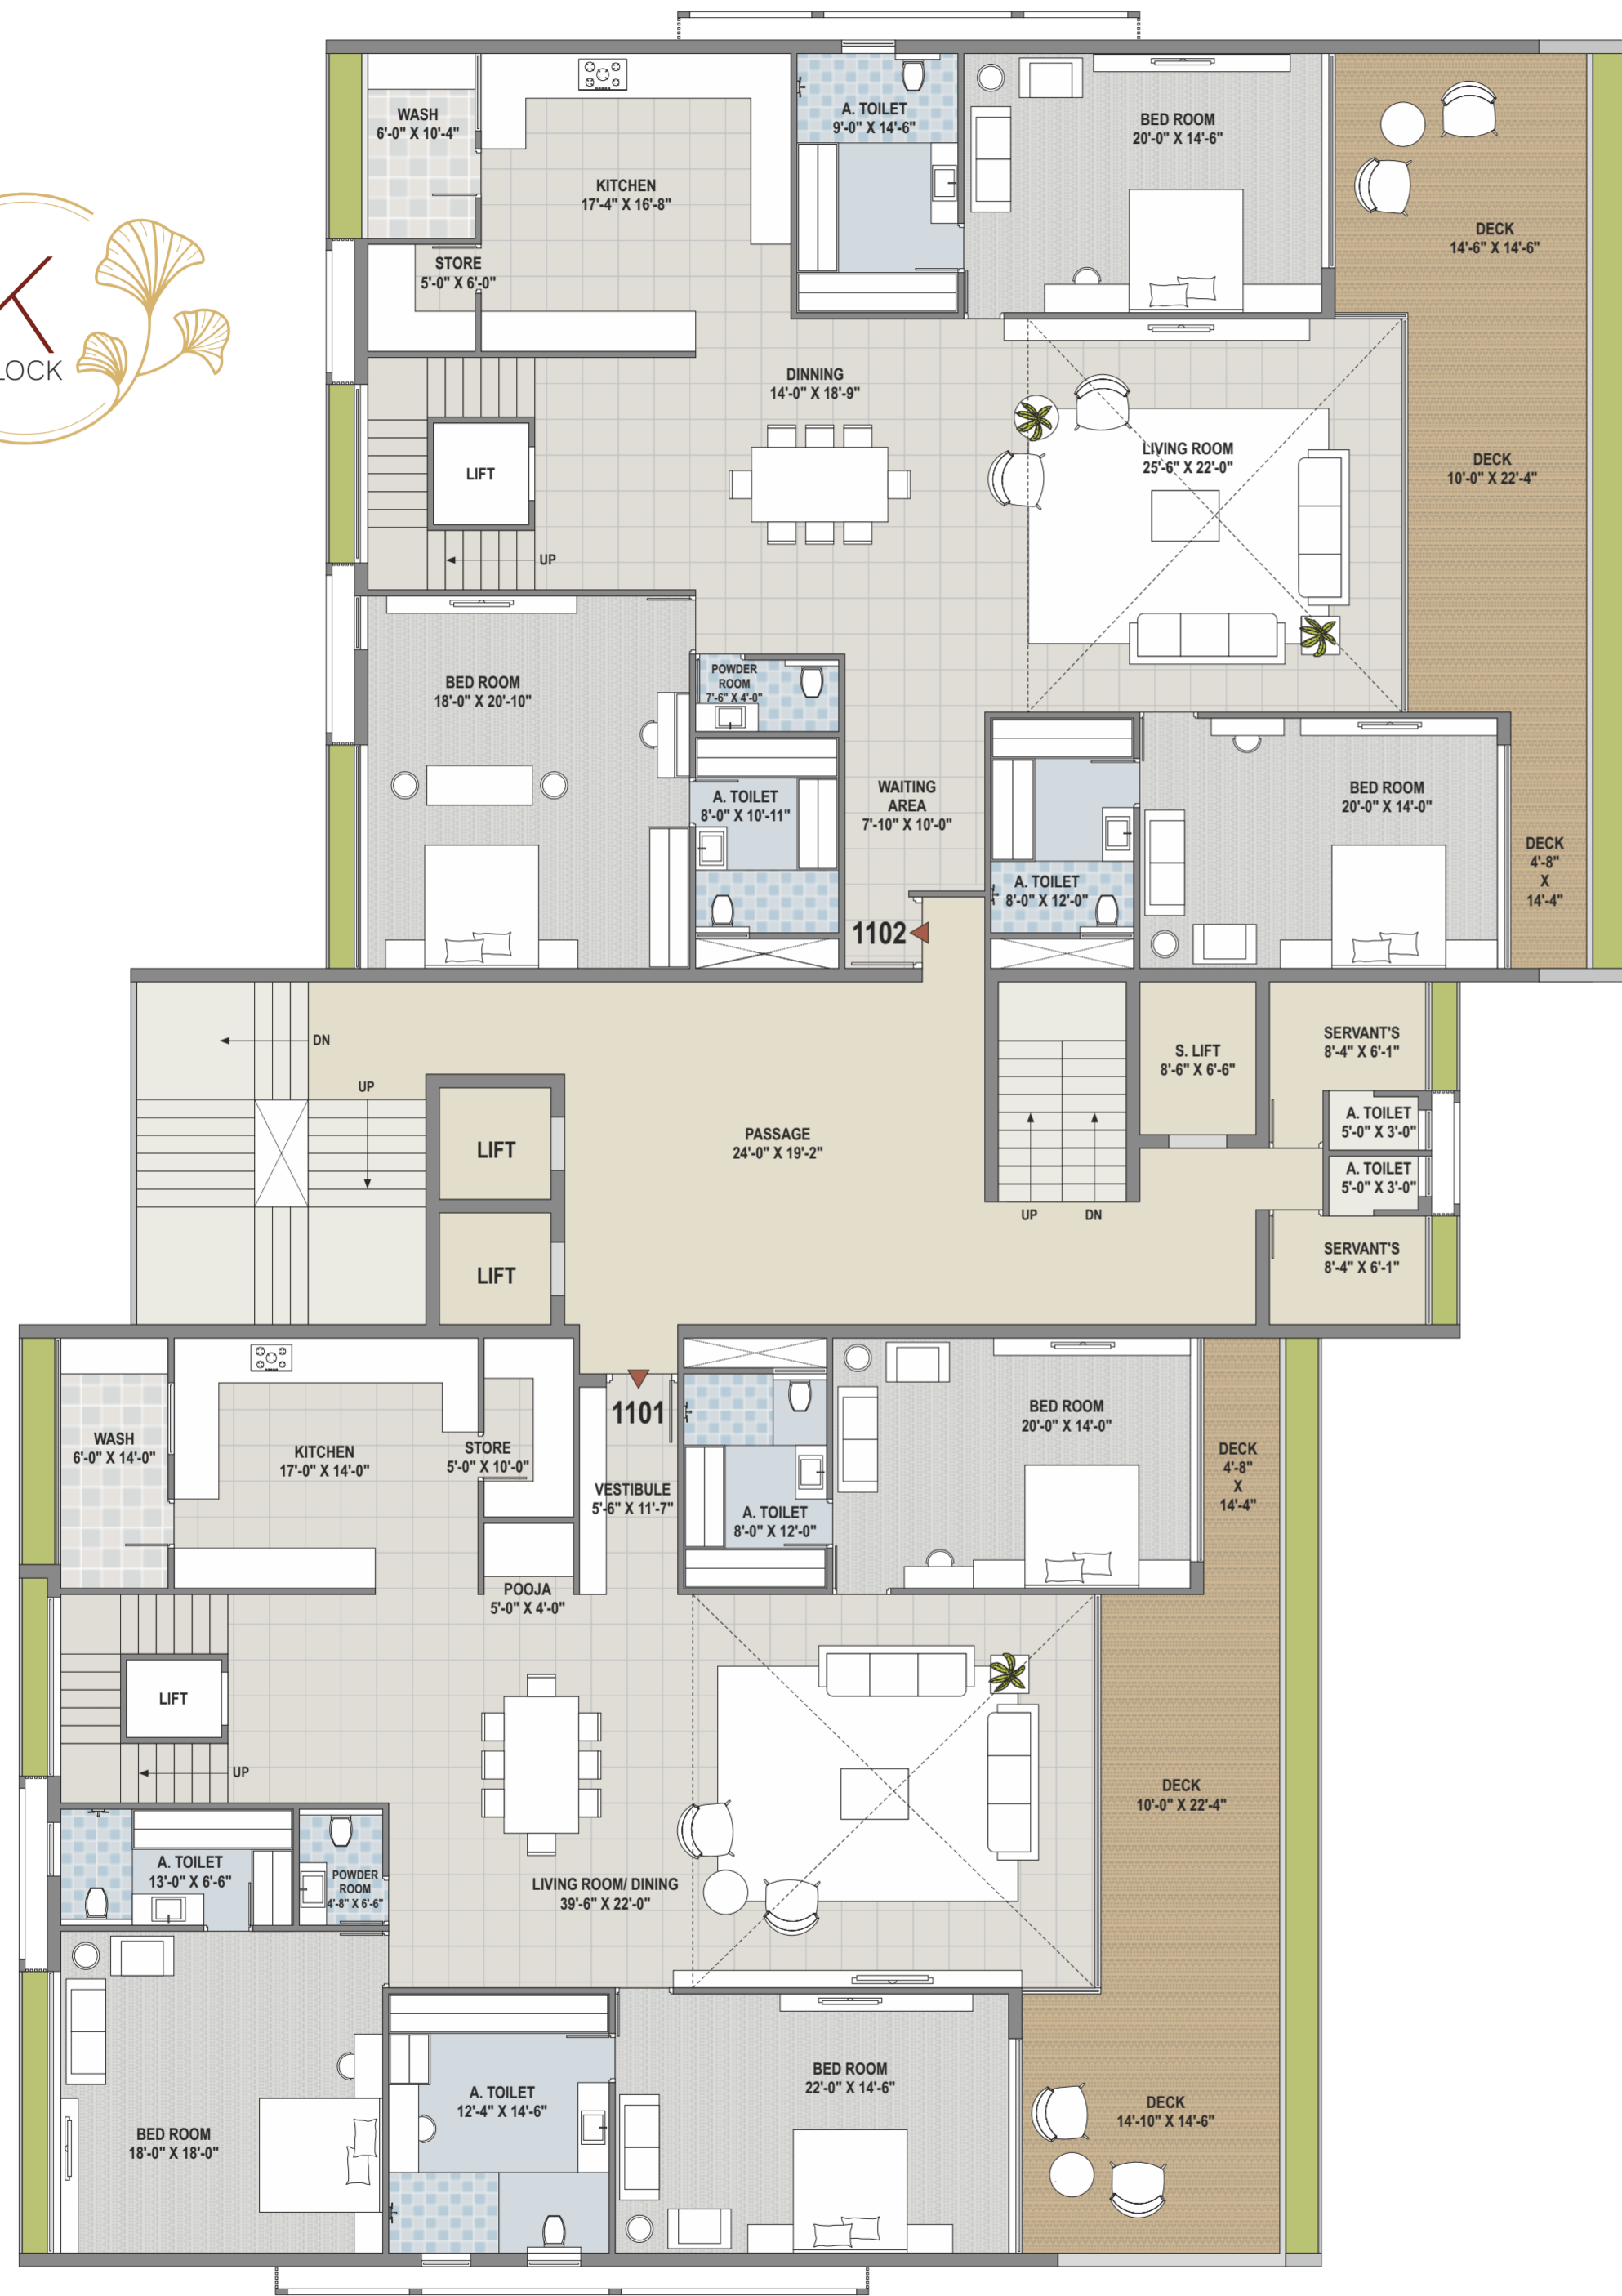 K
LOCK
WASH
6'-0" X 10'-4"
A. TOILET
9'-0" X 14'-6"
BED ROOM
20'-0" X 14'-6"
KITCHEN
17'-4" X 16'-8"
DECK
14'-6" X 14'-6"
STORE
5'-0" X 6'-0"
DINNING
14'-0" X 18'-9"
LIVING ROOM
25'-6" X 22'-0"
DECK
10'-0" X 22'-4"
LIFT
UP
BED ROOM
18'-0" X 20'-10"
POWDER
ROOM
7'-6" X 4'-0"
A. TOILET
8'-0" X 10'-11"
WAITING
AREA
7'-10" X 10'-0"
BED ROOM
20'-0" X 14'-0"
DECK
4'-8"
X
14'-4"
A. TOILET
8'-0" X 12'-0"
1102
DN
UP
S. LIFT
8'-6" X 6'-6"
SERVANT'S
8'-4" X 6'-1"
LIFT
PASSAGE
24'-0" X 19'-2"
A. TOILET
5'-0" X 3'-0"
A. TOILET
5'-0" X 3'-0"
UP
DN
LIFT
SERVANT'S
8'-4" X 6'-1"
1101
WASH
6'-0" X 14'-0"
KITCHEN
17'-0" X 14'-0"
STORE
5'-0" X 10'-0"
VESTIBULE
5'-6" X 11'-7"
A. TOILET
8'-0" X 12'-0"
BED ROOM
20'-0" X 14'-0"
DECK
4'-8"
X
14'-4"
POOJA
5'-0" X 4'-0"
LIFT
UP
DECK
10'-0" X 22'-4"
A. TOILET
13'-0" X 6'-6"
POWDER
ROOM
4'-8" X 6'-6"
LIVING ROOM/ DINING
39'-6" X 22'-0"
BED ROOM
18'-0" X 18'-0"
A. TOILET
12'-4" X 14'-6"
BED ROOM
22'-0" X 14'-6"
DECK
14'-10" X 14'-6"